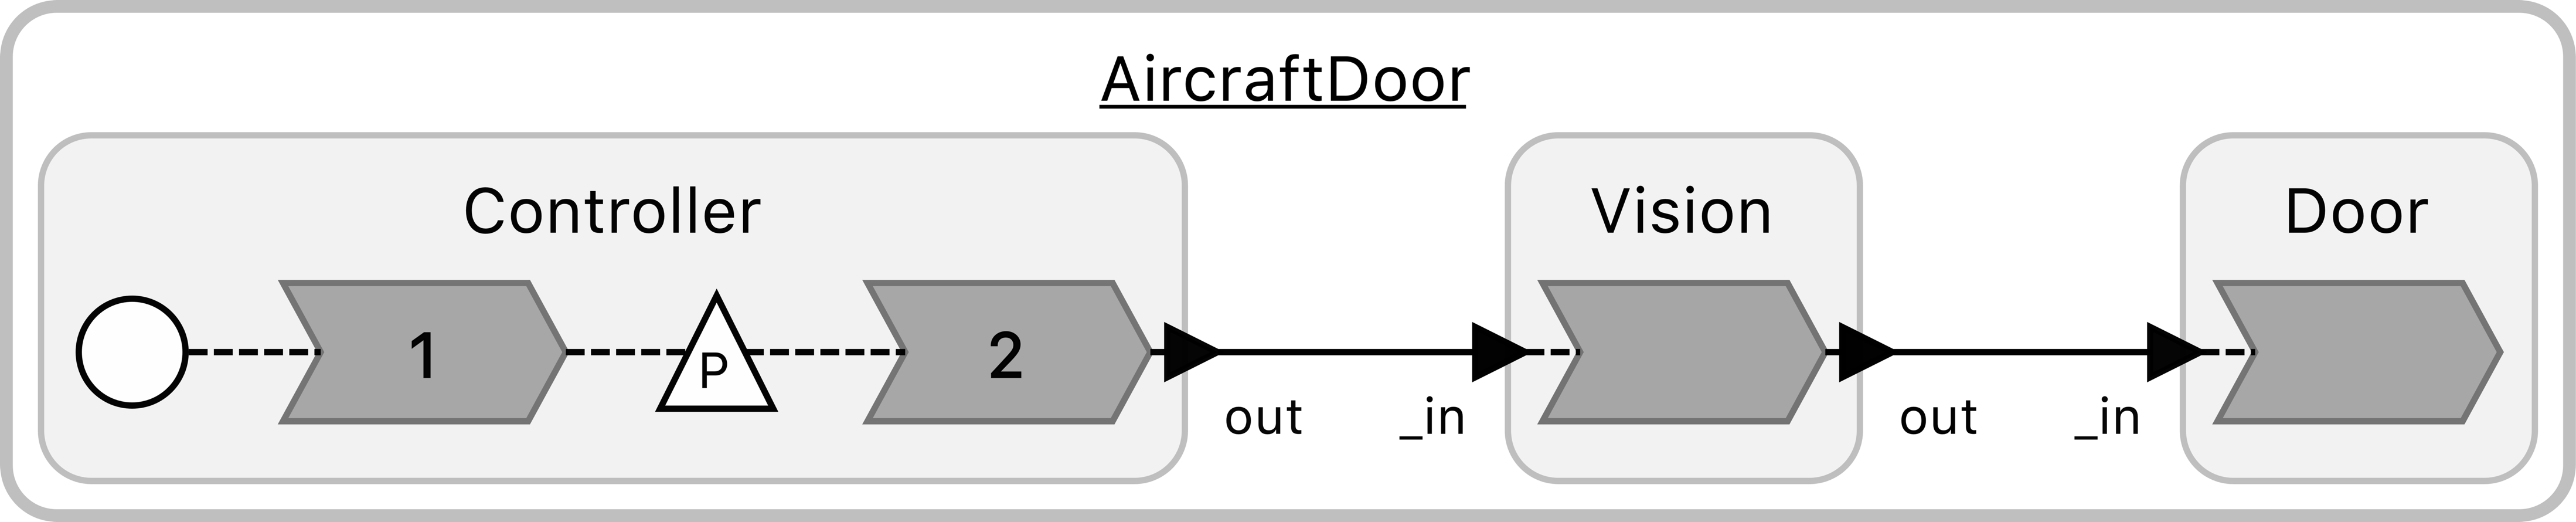 AircraftDoor
Controller
Vision
Door
1
P
2
out
_in
out
_in